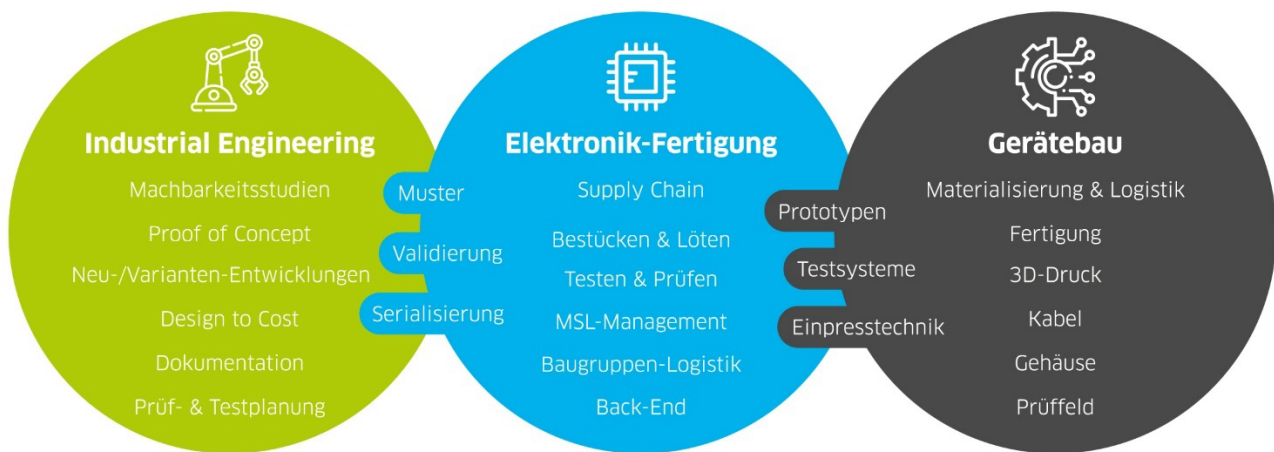 Industrial Engineering
Machbarkeitsstudien
Proof of Concept
Neu-/Varianten-Entwicklungen
Design to Cost
Dokumentation
Prüf- & Testplanung
Muster
Validierung
Serialisierung
Elektronik-Fertigung
Supply Chain
Bestücken & Löten
Testen & Prüfen
MSL-Management
Baugruppen-Logistik
Back-End
Prototypen
Testsysteme
Einpresstechnik
Gerätebau
Materialisierung & Logistik
Fertigung
3D-Druck
Kabel
Gehäuse
Prüffeld